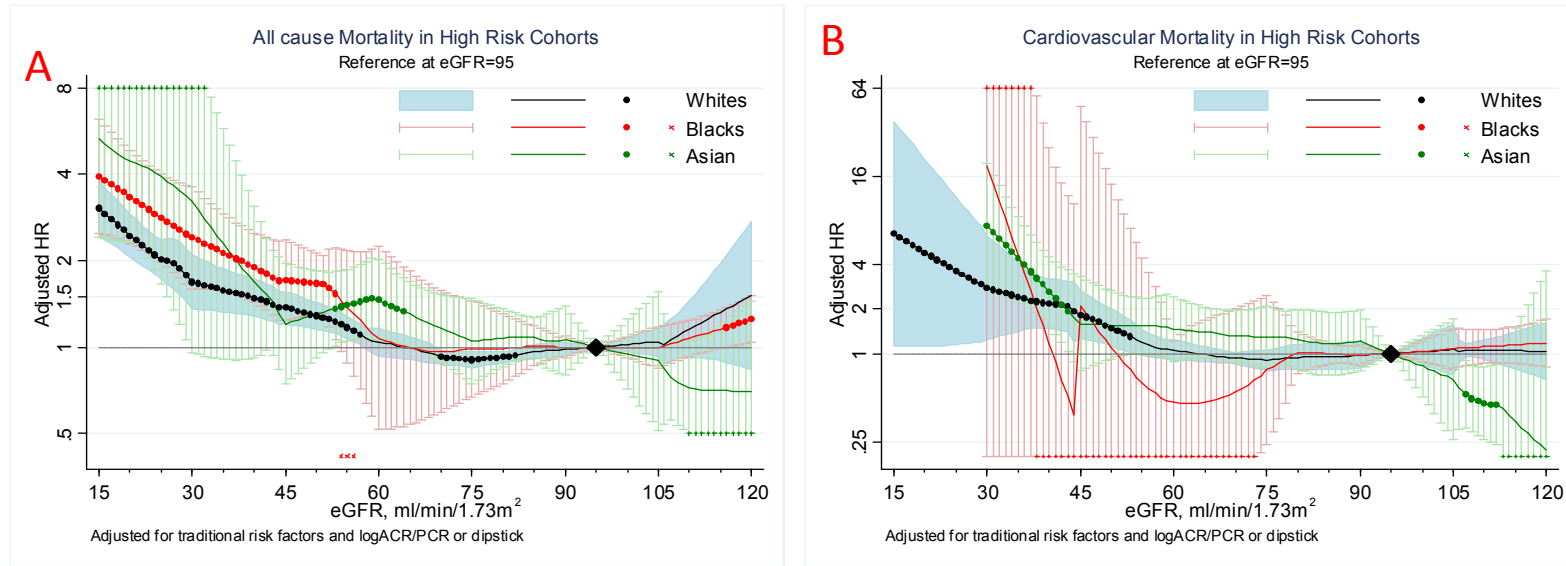 A
All cause Mortality in High Risk Cohorts
Reference at eGFR=95
Whites
Blacks
Asian
Adjusted HR
8
4
2
1.5
1
.5
15 30 45 60 75 90 105 120
eGFR, ml/min/1.73m²
Adjusted for traditional risk factors and logACR/PCR or dipstick
B
Cardiovascular Mortality in High Risk Cohorts
Reference at eGFR=95
Whites
Blacks
Asian
Adjusted HR
64
16
4
2
1
.25
15 30 45 60 75 90 105 120
eGFR, ml/min/1.73m²
Adjusted for traditional risk factors and logACR/PCR or dipstick